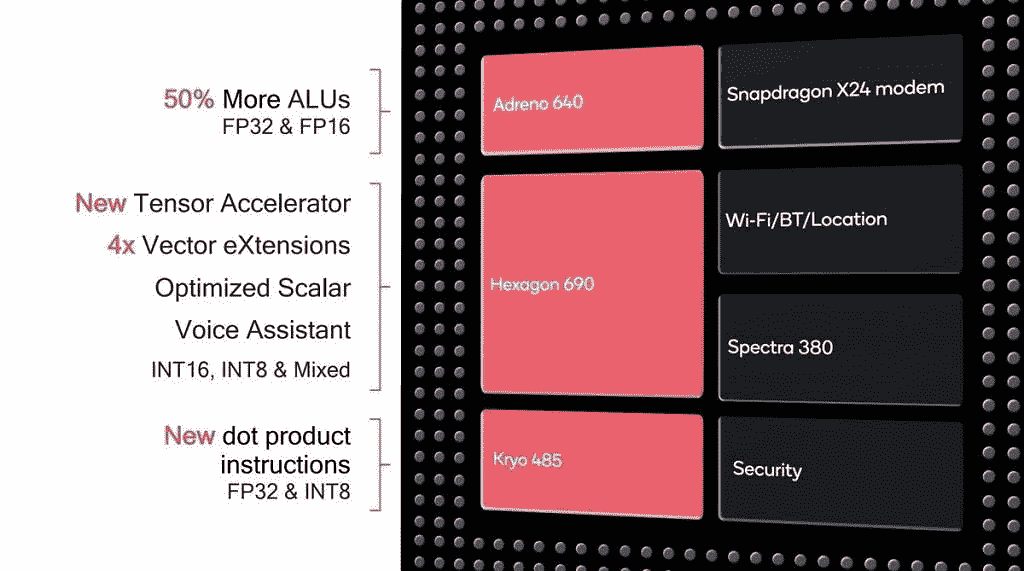 50% More ALUs
FP32 & FP16
New Tensor Accelerator
4x Vector eXtensions
Optimized Scalar
Voice Assistant
INT16, INT8 & Mixed
New dot product
instructions
FP32 & INT8
Adreno 640
Hexagon 690
Kryo 485
Snapdragon X24 modem
Wi-Fi/BT/Location
Spectra 380
Security